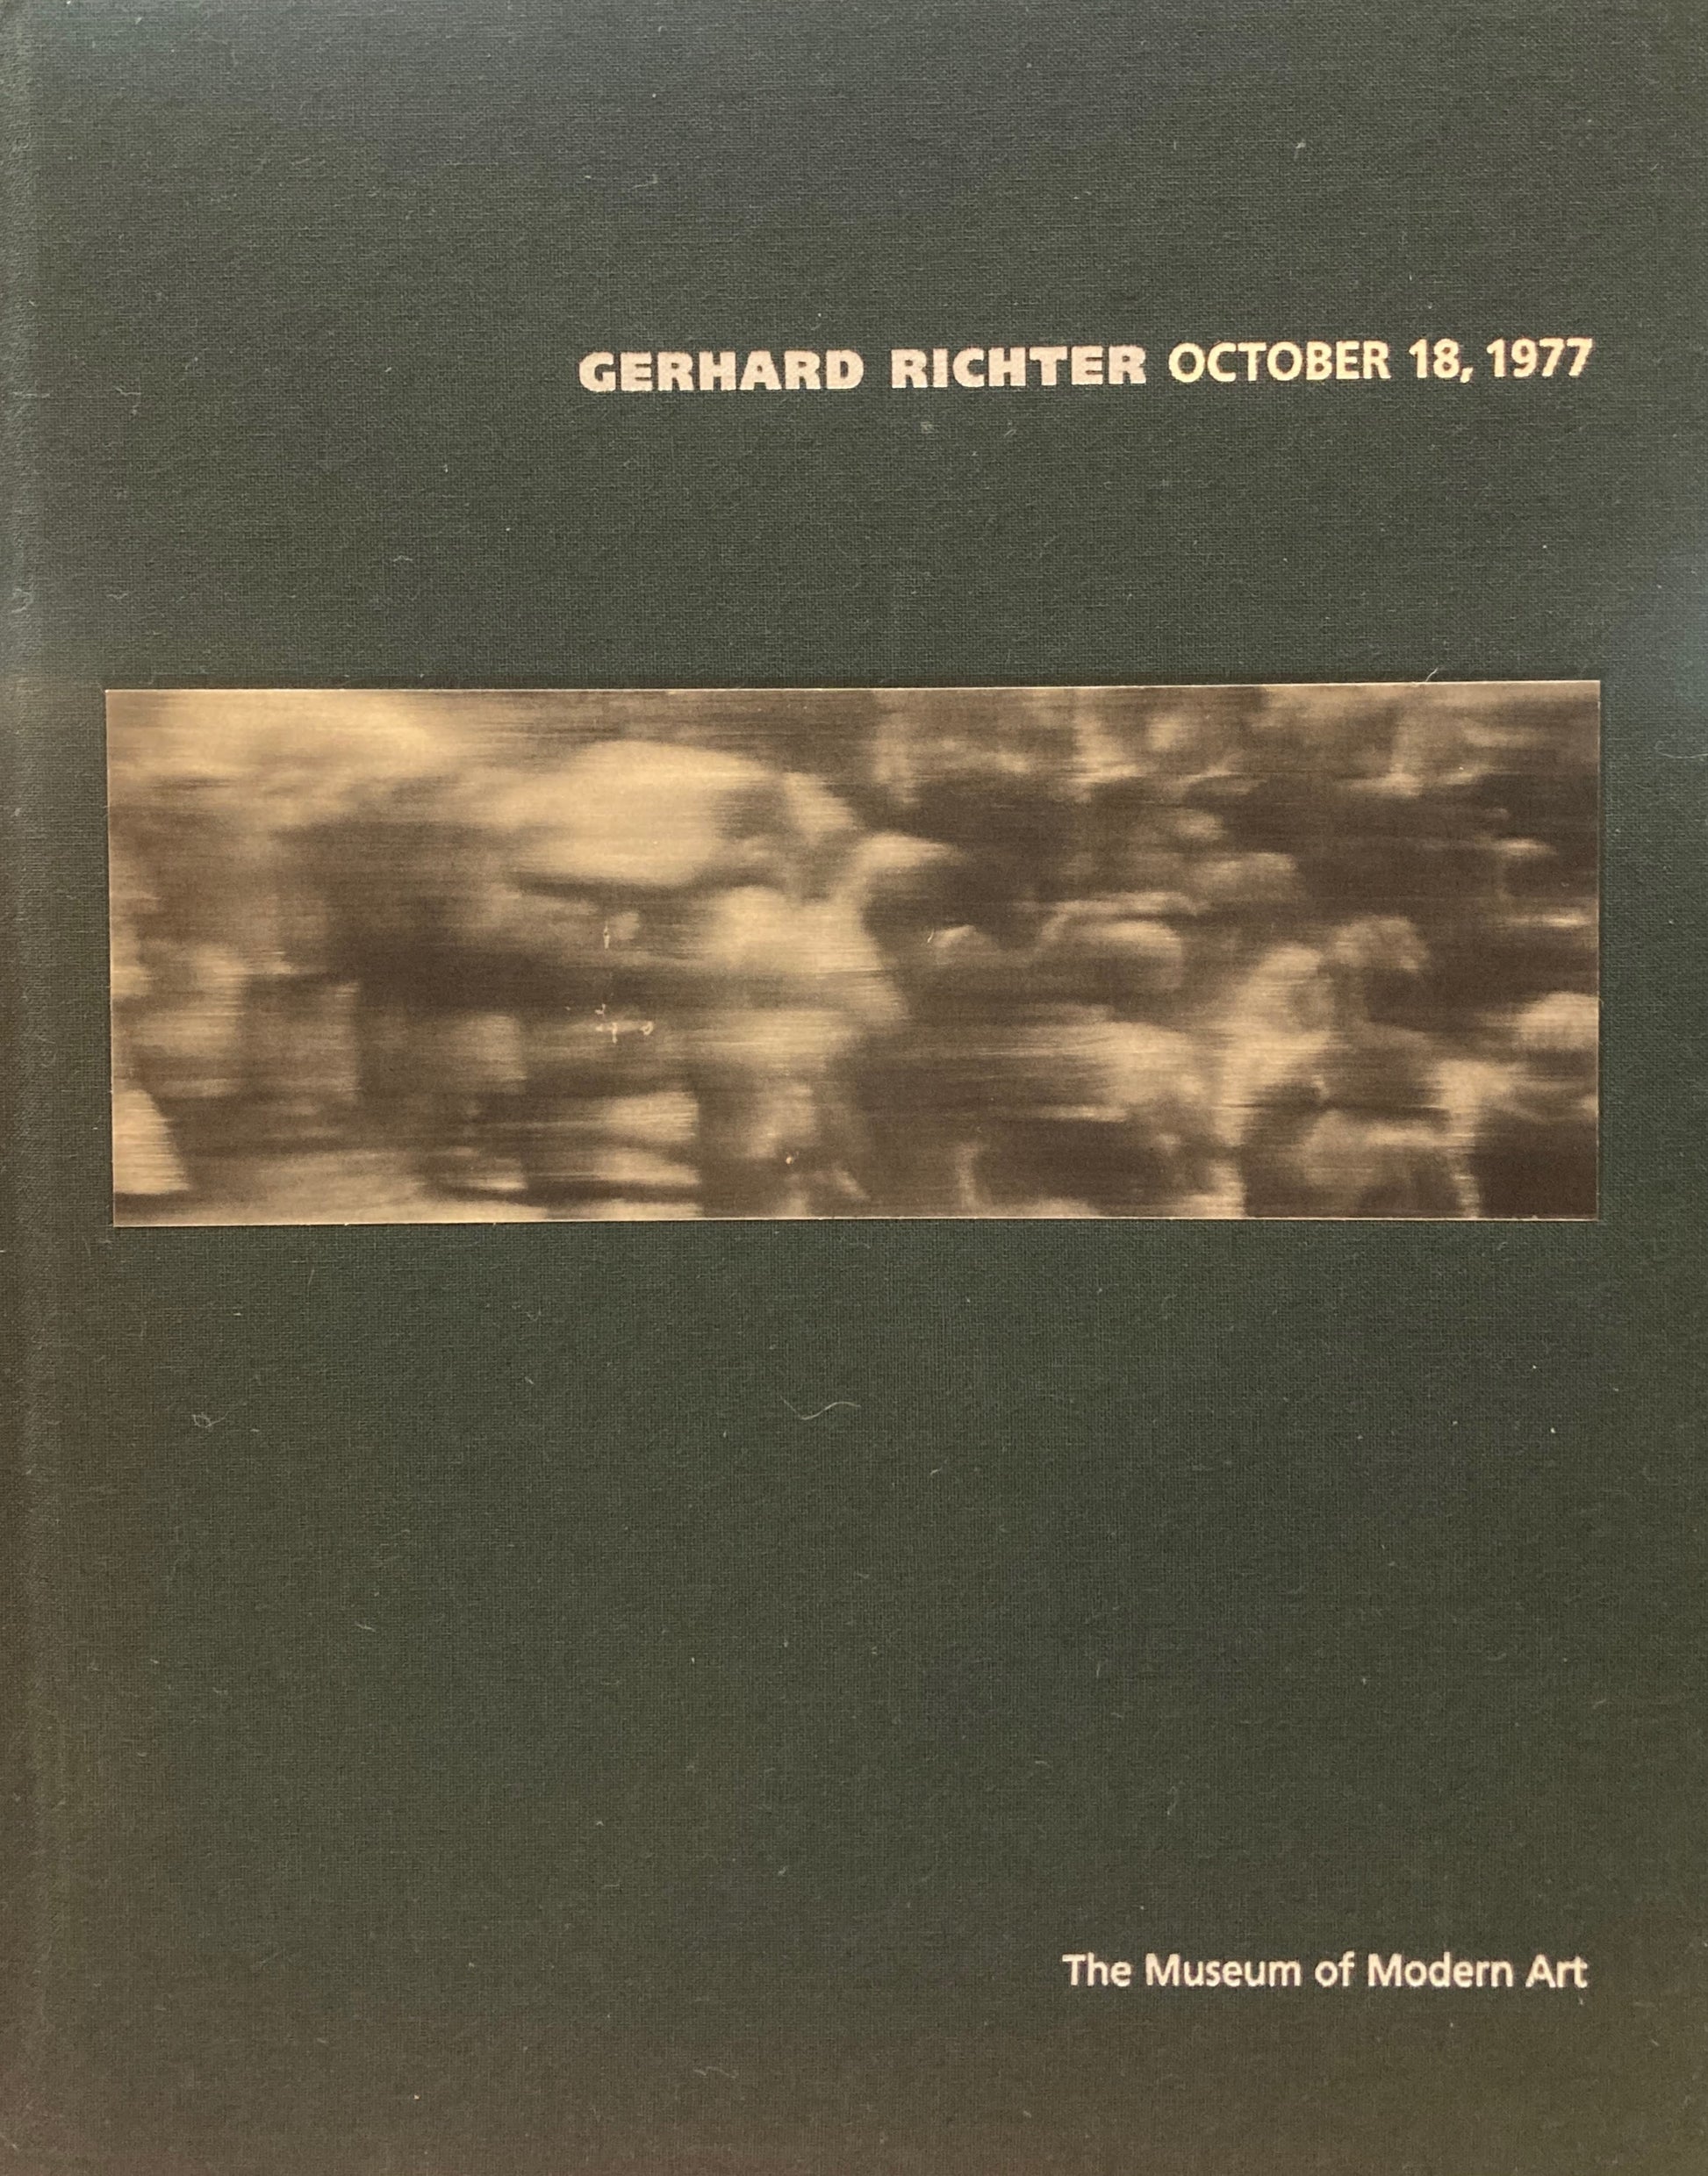 GERHARD RICHTER OCTOBER 18, 1977
The Museum of Modern Art